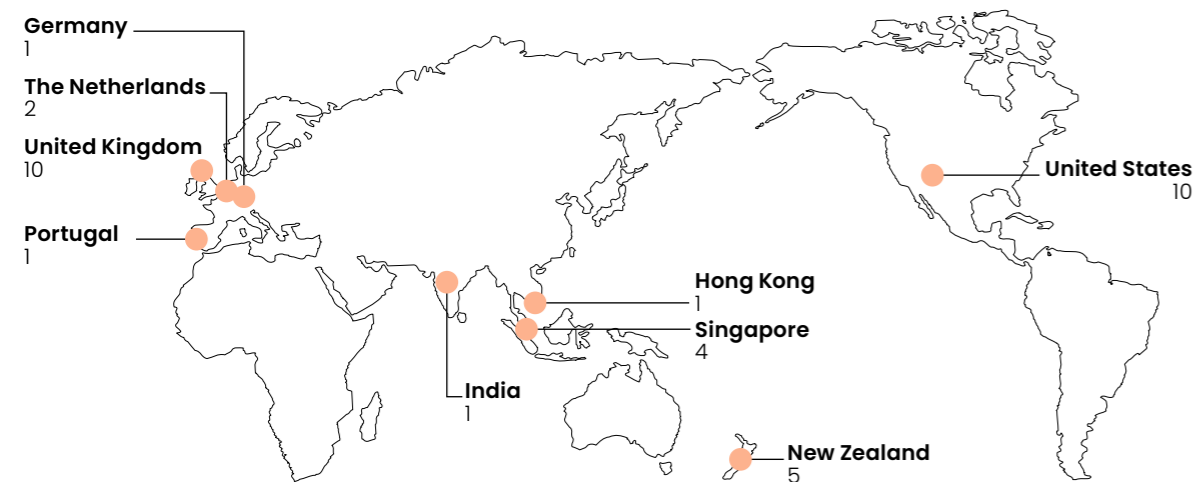 Germany
1
The Netherlands
2
United Kingdom
10
Portugal
1
United States
10
Hong Kong
1
Singapore
4
India
1
New Zealand
5